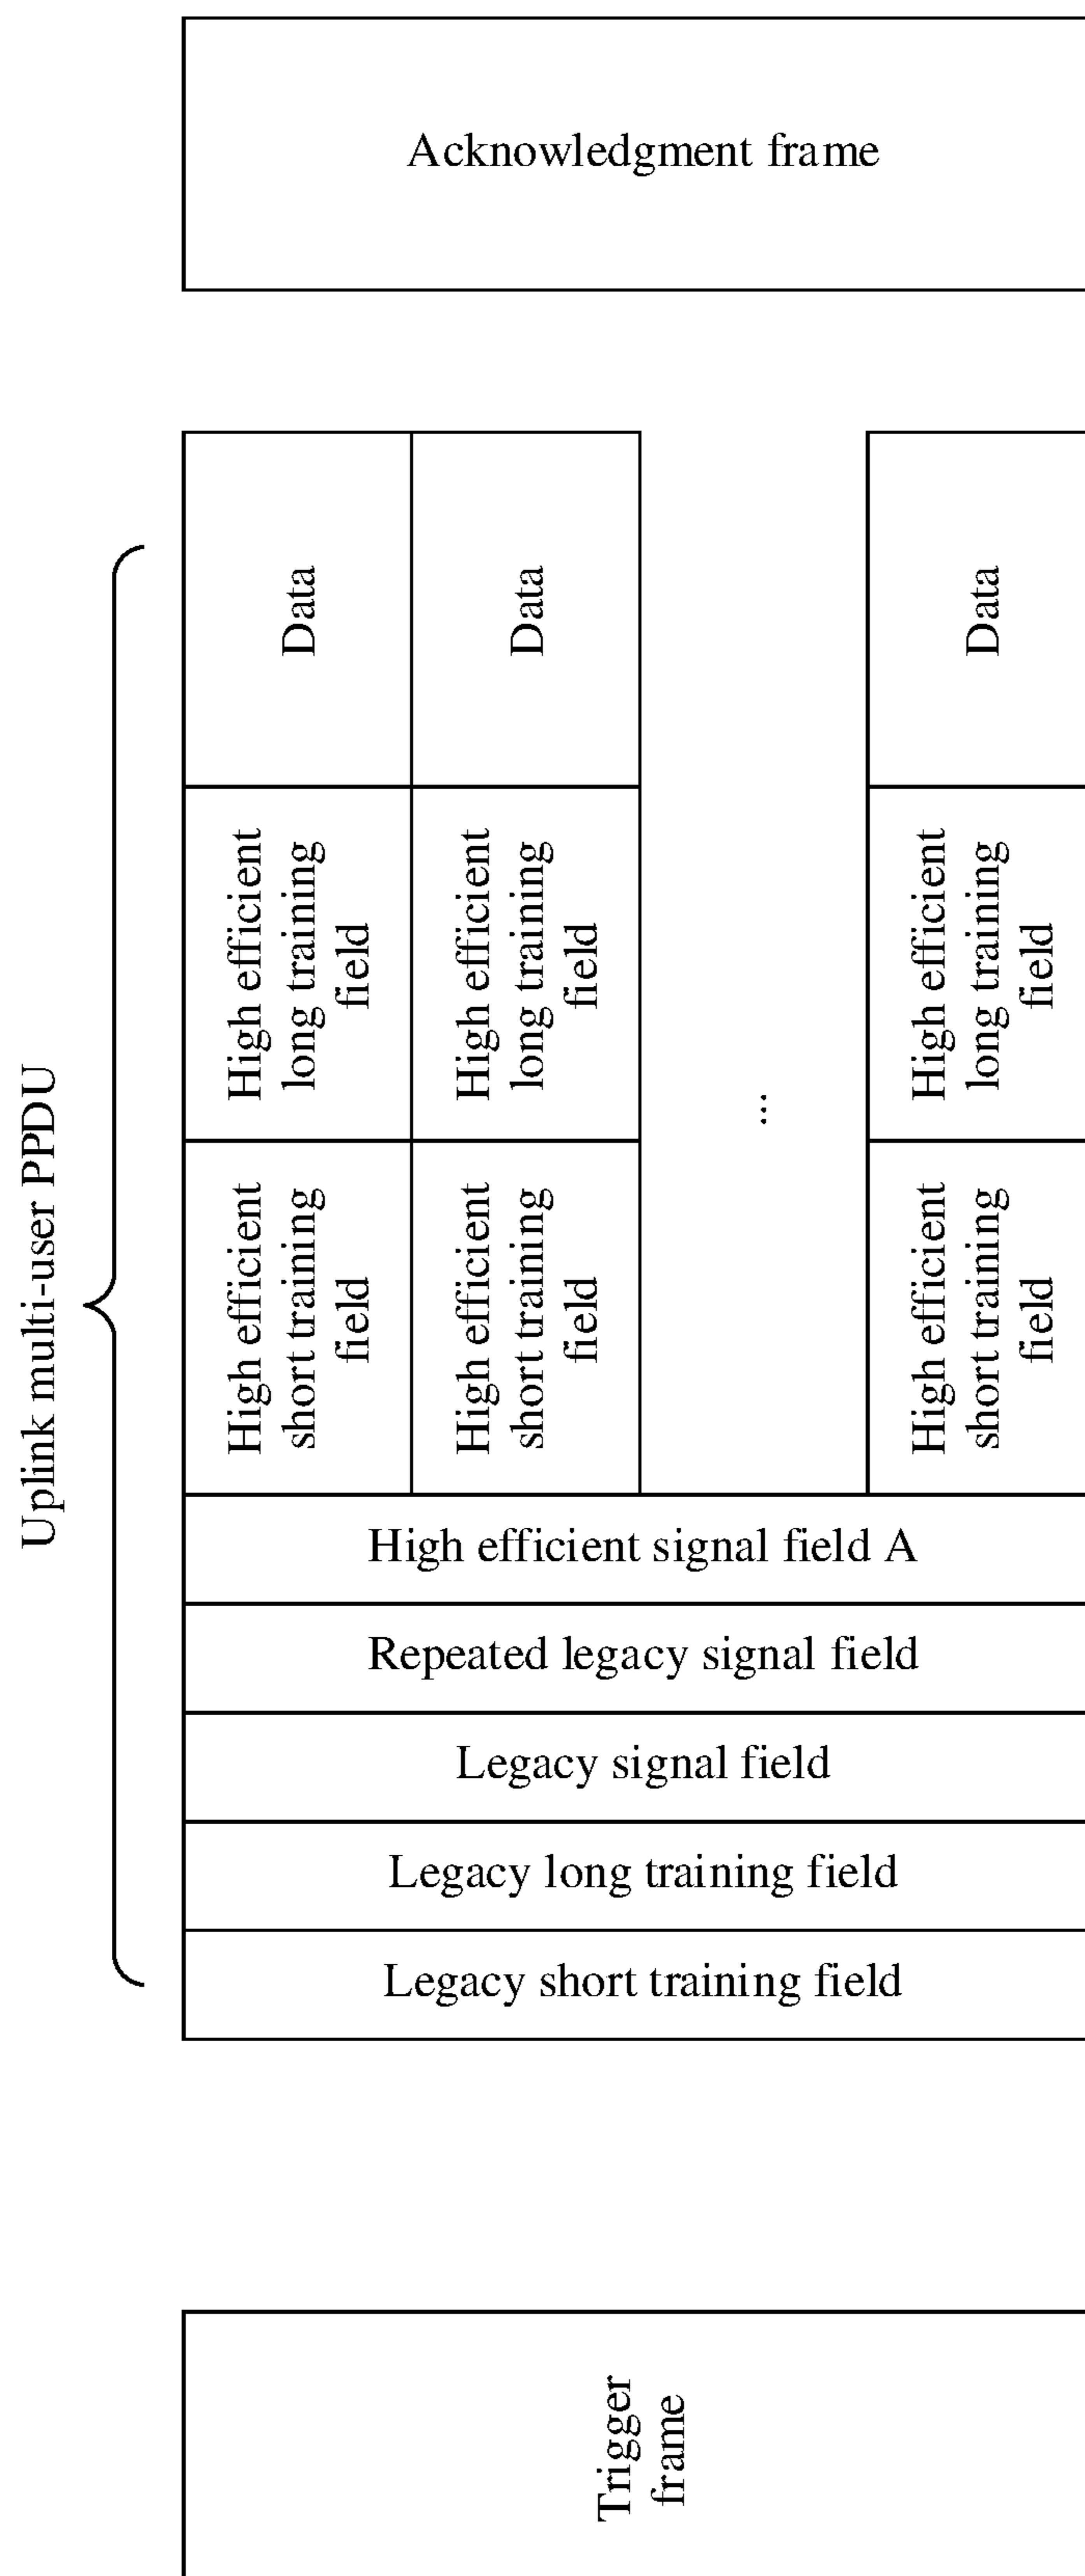 Acknowledgment frame
Uplink multi-user PPDU
Data
Data
Data
High efficient
long training
field
High efficient
long training
field
High efficient
long training
field
...
High efficient
short training
field
High efficient
short training
field
High efficient
short training
field
High efficient signal field A
Repeated legacy signal field
Legacy signal field
Legacy long training field
Legacy short training field
Trigger
frame